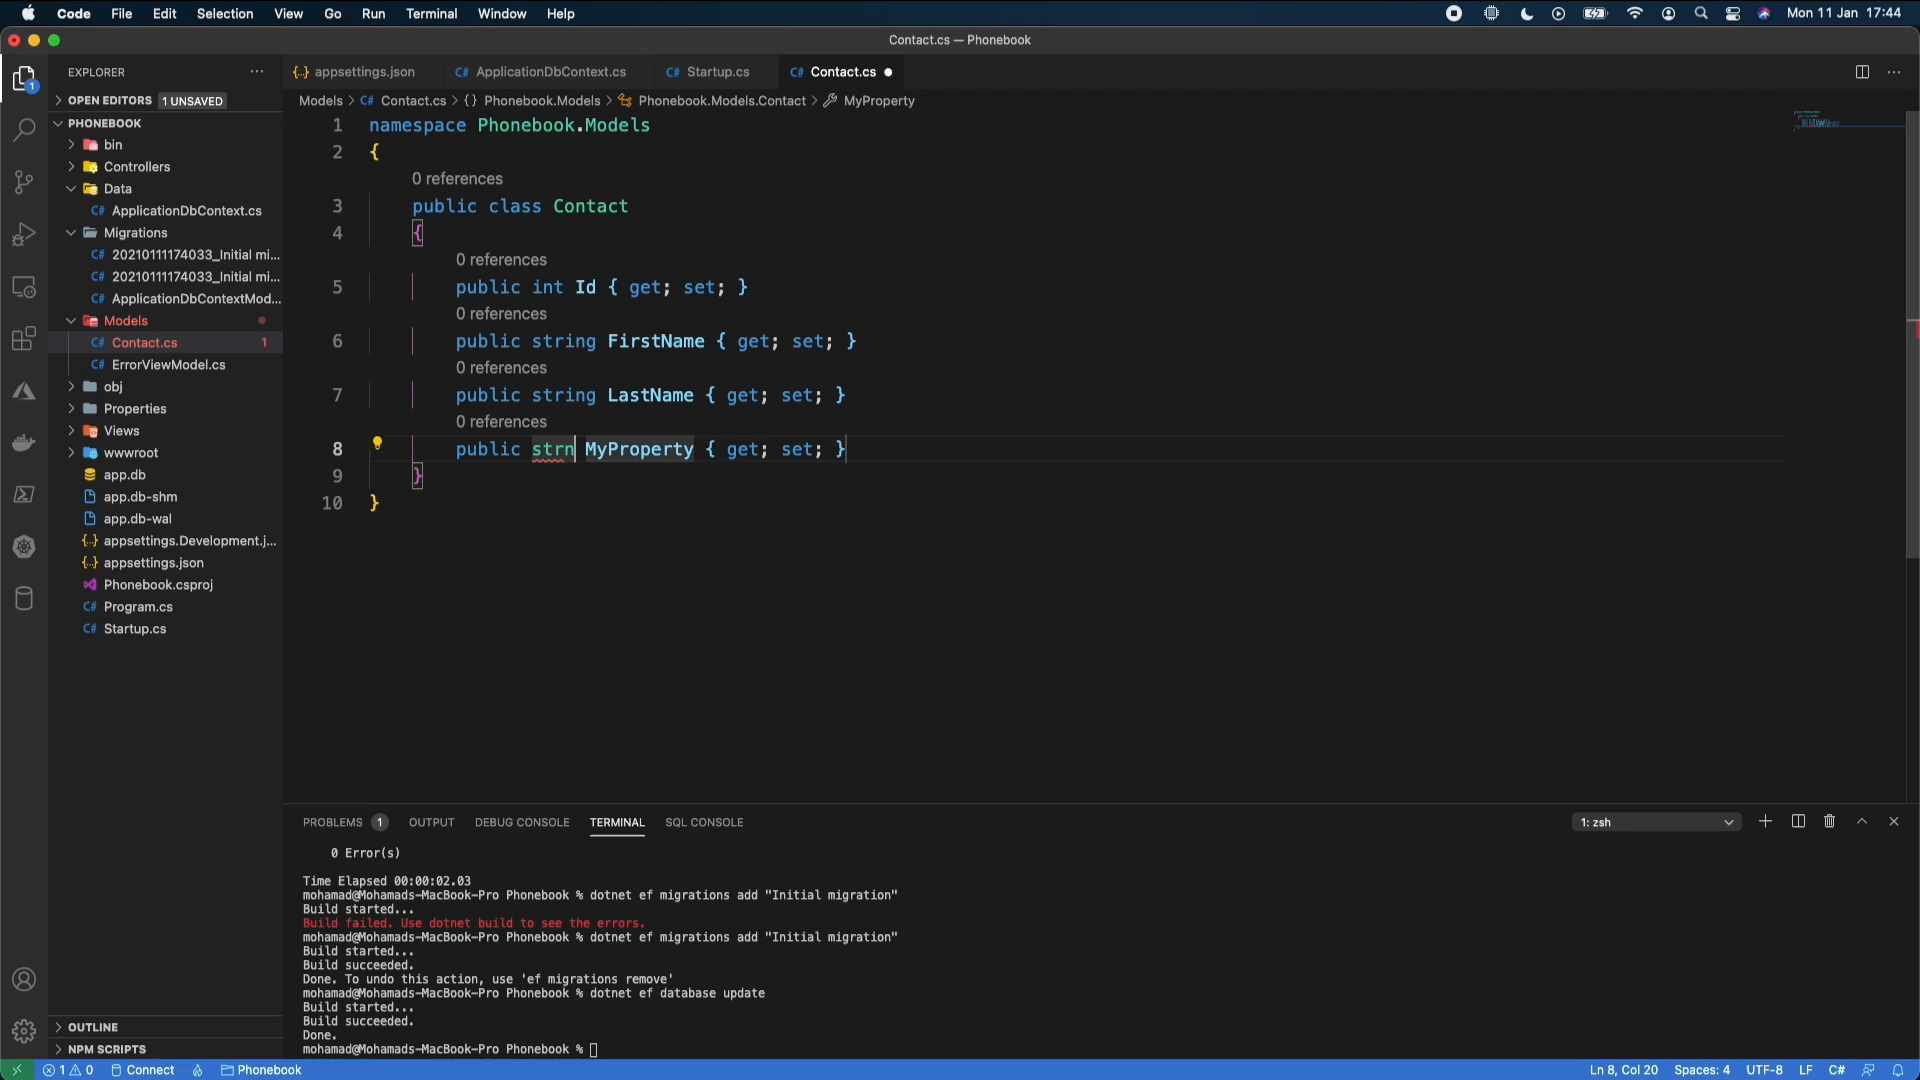 Code File Edit Selection View Go Run Terminal Window Help Mon 11 Jan 17:44
Contact.cs — Phonebook
EXPLORER ···
OPEN EDITORS 1 UNSAVED
PHONEBOOK
bin
Controllers
Data
C# ApplicationDbContext.cs
Migrations
C# 20210111174033_Initial mi...
C# 20210111174033_Initial mi...
C# ApplicationDbContextMod...
Models
C# Contact.cs 1
C# ErrorViewModel.cs
obj
Properties
Views
wwwroot
app.db
app.db-shm
app.db-wal
{..} appsettings.Development.j...
{..} appsettings.json
Phonebook.csproj
C# Program.cs
C# Startup.cs
OUTLINE
NPM SCRIPTS
{..} appsettings.json C# ApplicationDbContext.cs C# Startup.cs C# Contact.cs
Models > C# Contact.cs > {} Phonebook.Models > Phonebook.Models.Contact > MyProperty
1 namespace Phonebook.Models
2 {
0 references
3 public class Contact
4 {
0 references
5 public int Id { get; set; }
0 references
6 public string FirstName { get; set; }
0 references
7 public string LastName { get; set; }
0 references
8 public strn MyProperty { get; set; }
9 }
10 }
PROBLEMS 1 OUTPUT DEBUG CONSOLE TERMINAL SQL CONSOLE 1: zsh
0 Error(s)
Time Elapsed 00:00:02.03
mohamad@Mohamads-MacBook-Pro Phonebook % dotnet ef migrations add "Initial migration"
Build started...
Build failed. Use dotnet build to see the errors.
mohamad@Mohamads-MacBook-Pro Phonebook % dotnet ef migrations add "Initial migration"
Build started...
Build succeeded.
Done. To undo this action, use 'ef migrations remove'
mohamad@Mohamads-MacBook-Pro Phonebook % dotnet ef database update
Build started...
Build succeeded.
Done.
mohamad@Mohamads-MacBook-Pro Phonebook %
1 0 Connect Phonebook Ln 8, Col 20 Spaces: 4 UTF-8 LF C#